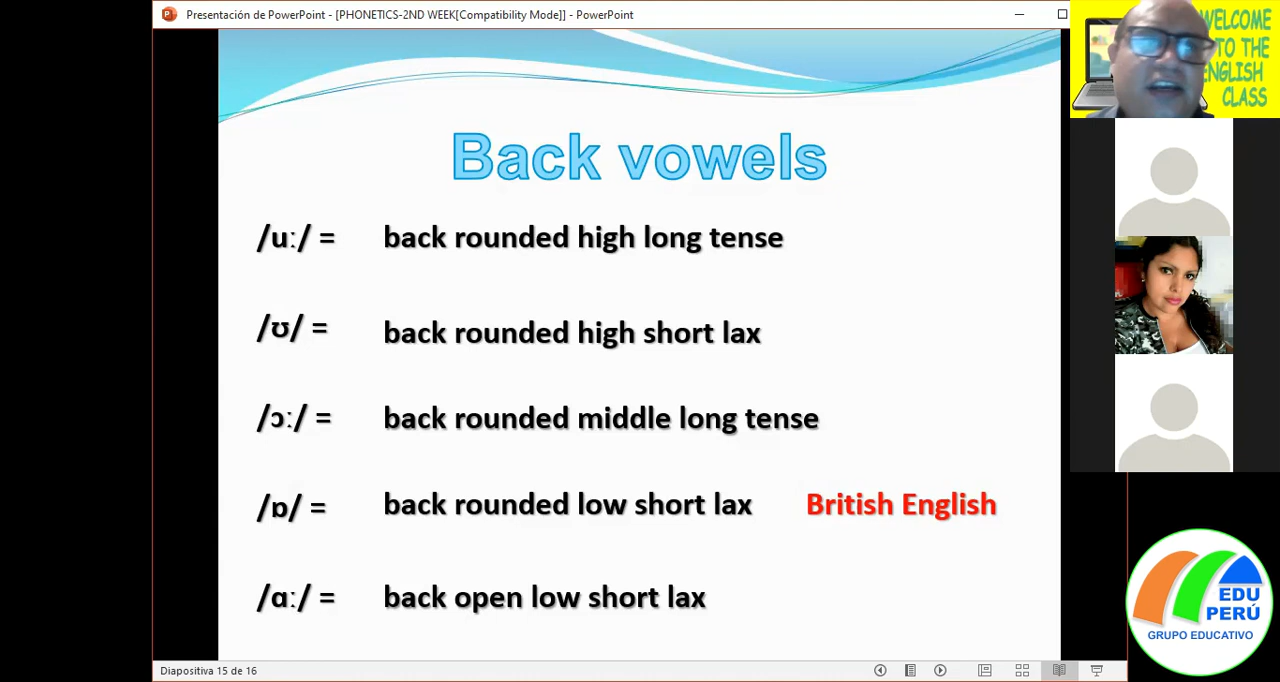 Presentación de PowerPoint - [PHONETICS-2ND WEEK[Compatibility Mode]] - PowerPoint
WELCOME
TO THE
ENGLISH
CLASS
Back vowels
/uː/ = back rounded high long tense
/ʊ/ = back rounded high short lax
/ɔː/ = back rounded middle long tense
/ɒ/ = back rounded low short lax British English
/ɑː/ = back open low short lax
EDU
PERÚ
GRUPO EDUCATIVO
Diapositiva 15 de 16